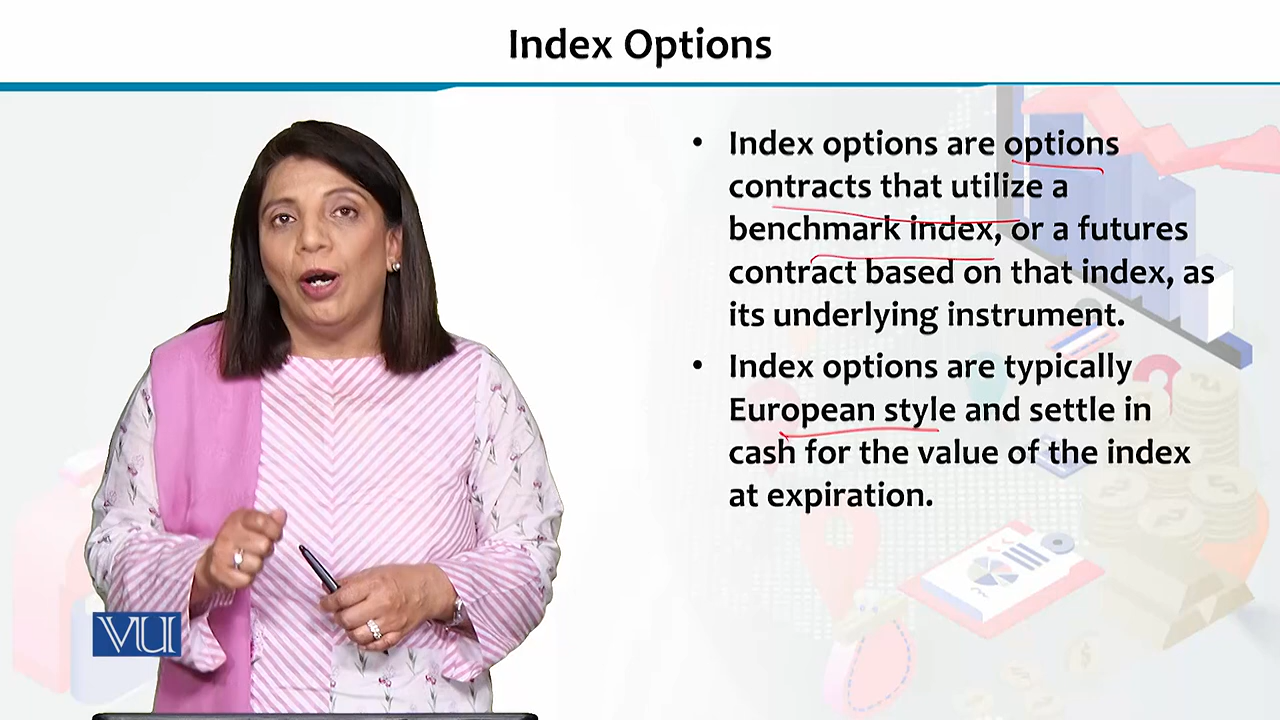 Index Options
• Index options are options
contracts that utilize a
benchmark index, or a futures
contract based on that index, as
its underlying instrument.
• Index options are typically
European style and settle in
cash for the value of the index
at expiration.
VU